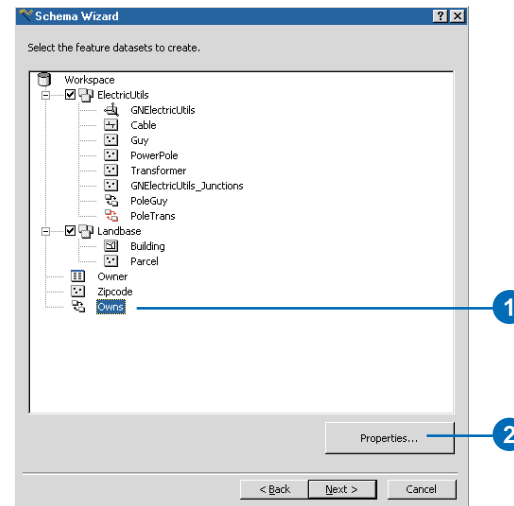 Schema Wizard
Select the feature datasets to create.
Workspace
ElectricUtils
GNElectricUtils
Cable
Guy
PowerPole
Transformer
GNElectricUtils_Junctions
PoleGuy
PoleTrans
Landbase
Building
Parcel
Owner
Zipcode
Owns
1
Properties...
2
< Back Next > Cancel